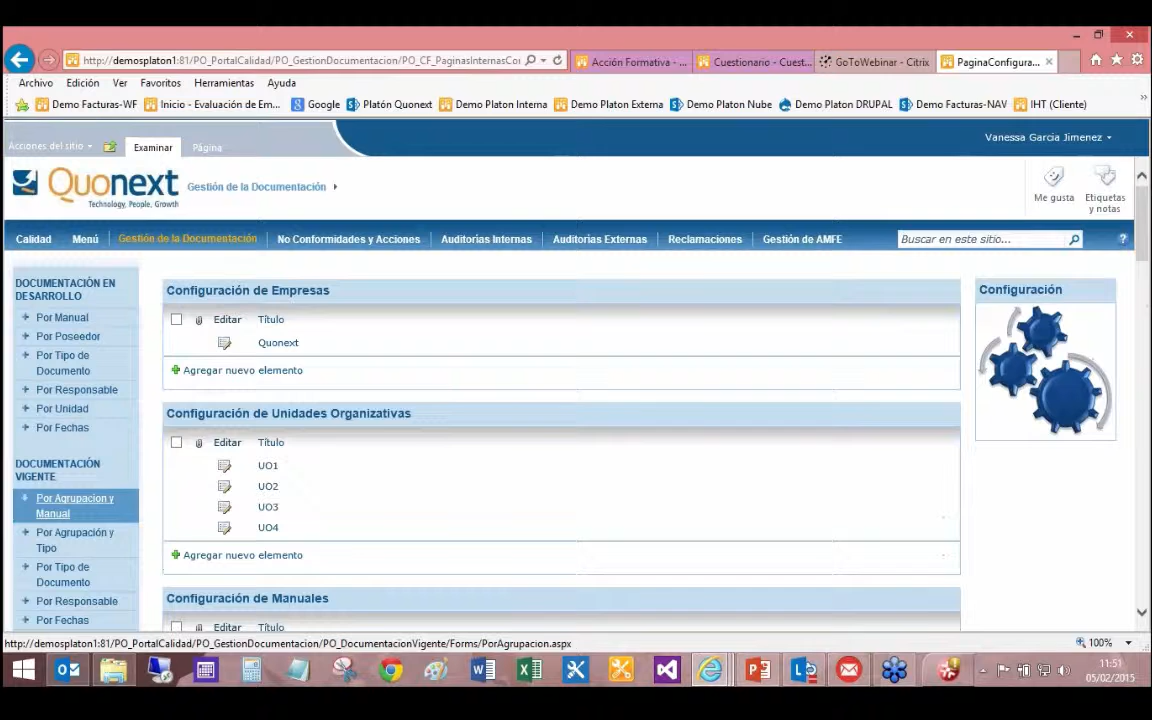 http://demosplaton1:81/PO_PortalCalidad/PO_GestionDocumentacion/PO_CF_PaginasInternasCoi
Acción Formativa - ...
Cuestionario - Cuest...
GoToWebinar - Citrix
PaginaConfigura...
Archivo Edición Ver Favoritos Herramientas Ayuda
Demo Facturas-WF
Inicio - Evaluación de Em...
Google
Platón Quonext
Demo Platon Interna
Demo Platon Externa
Demo Platon Nube
Demo Platon DRUPAL
Demo Facturas-NAV
IHT (Cliente)
Vanessa Garcia Jimenez
Acciones del sitio
Examinar
Página
Quonext
Technology, People, Growth
Gestión de la Documentación
Me gusta
Etiquetas
y notas
Calidad Menú Gestión de la Documentación No Conformidades y Acciones Auditorías Internas Auditorías Externas Reclamaciones Gestión de AMFE
Buscar en este sitio...
DOCUMENTACIÓN EN
DESARROLLO
Por Manual
Por Poseedor
Por Tipo de
Documento
Por Responsable
Por Unidad
Por Fechas
DOCUMENTACIÓN
VIGENTE
Por Agrupacion y
Manual
Por Agrupación y
Tipo
Por Tipo de
Documento
Por Responsable
Por Fechas
Configuración de Empresas
Editar Título
Quonext
Agregar nuevo elemento
Configuración de Unidades Organizativas
Editar Título
UO1
UO2
UO3
UO4
Agregar nuevo elemento
Configuración de Manuales
Editar Título
Configuración
http://demosplaton1:81/PO_PortalCalidad/PO_GestionDocumentacion/PO_DocumentacionVigente/Forms/PorAgrupacion.aspx
100%
11:51
05/02/2015